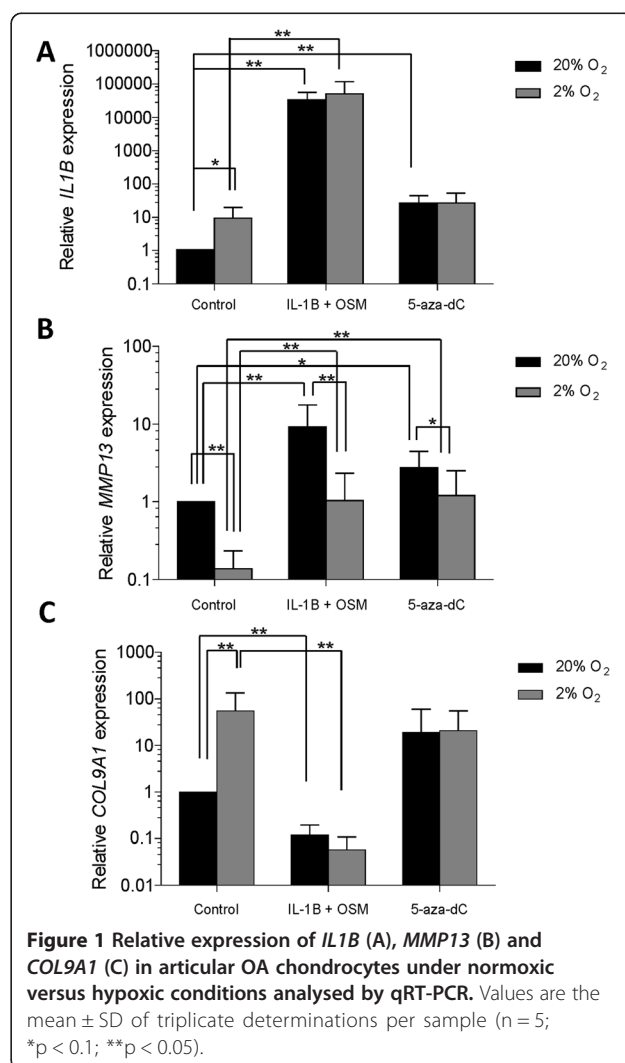 A
Relative IL1B expression
1000000
100000
10000
1000
100
10
1
0.1
**
**
**
*
20% O₂
2% O₂
Control
IL-1B + OSM
5-aza-dC
B
Relative MMP13 expression
100
10
1
0.1
**
**
*
**
**
**
*
20% O₂
2% O₂
Control
IL-1B + OSM
5-aza-dC
C
Relative COL9A1 expression
1000
100
10
1
0.1
0.01
**
**
**
20% O₂
2% O₂
Control
IL-1B + OSM
5-aza-dC
Figure 1 Relative expression of IL1B (A), MMP13 (B) and
COL9A1 (C) in articular OA chondrocytes under normoxic
versus hypoxic conditions analysed by qRT-PCR. Values are the
mean ± SD of triplicate determinations per sample (n = 5;
*p < 0.1; **p < 0.05).